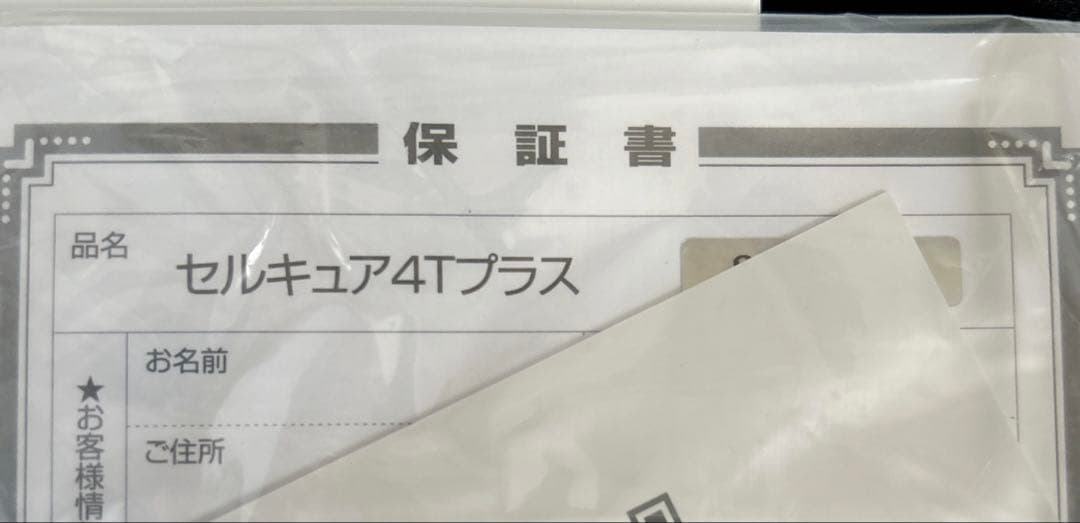 保証書
品名
セルキュア4Tプラス
お名前
ご住所
★お客様情